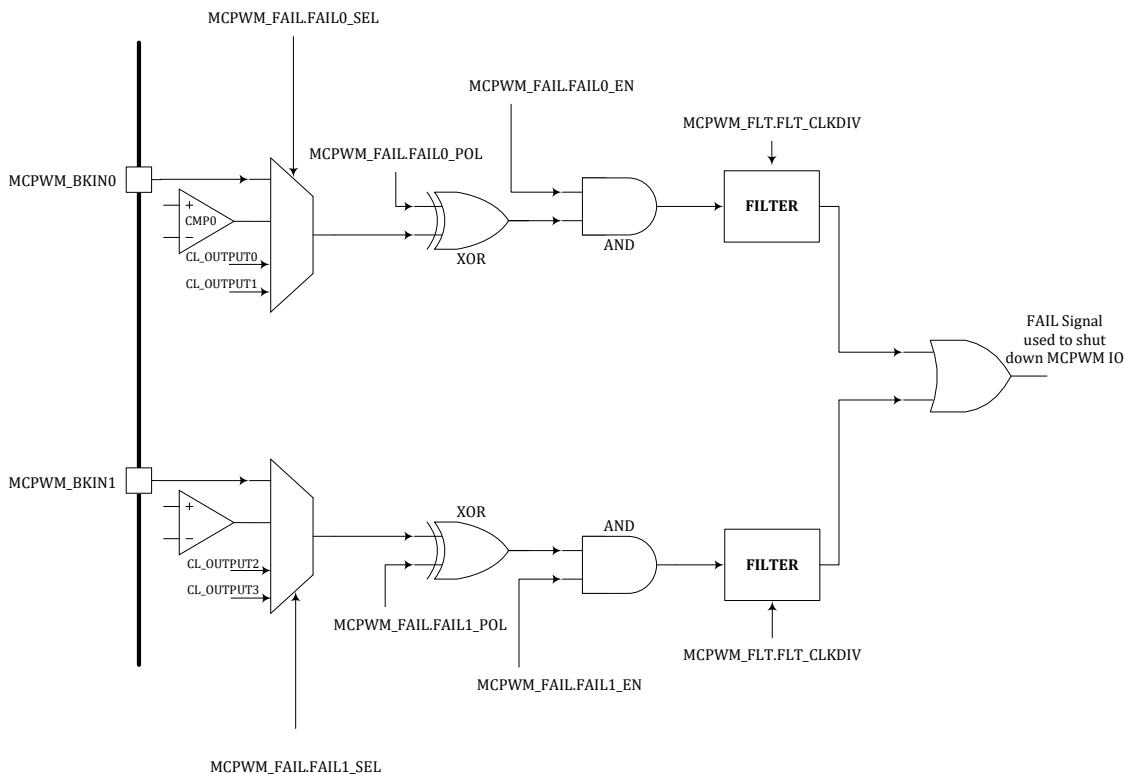 MCPWM_FAIL.FAIL0_SEL
MCPWM_FAIL.FAIL0_EN
MCPWM_FLT.FLT_CLKDIV
MCPWM_FAIL.FAIL0_POL
MCPWM_BKIN0
+
CMP0
−
FILTER
AND
XOR
CL_OUTPUT0
CL_OUTPUT1
FAIL Signal
used to shut
down MCPWM IO
MCPWM_BKIN1
+
−
XOR
AND
FILTER
CL_OUTPUT2
CL_OUTPUT3
MCPWM_FAIL.FAIL1_POL
MCPWM_FLT.FLT_CLKDIV
MCPWM_FAIL.FAIL1_EN
MCPWM_FAIL.FAIL1_SEL